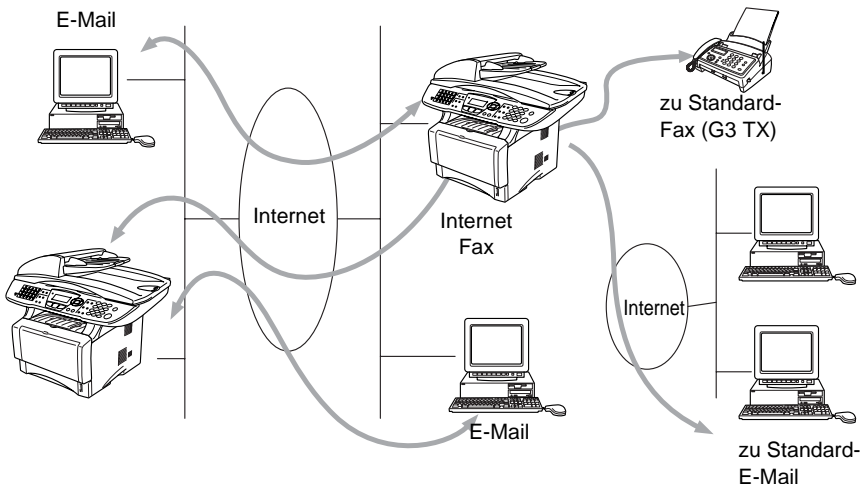 E-Mail
zu Standard-
Fax (G3 TX)
Internet
Internet
Fax
Internet
E-Mail
zu Standard-
E-Mail